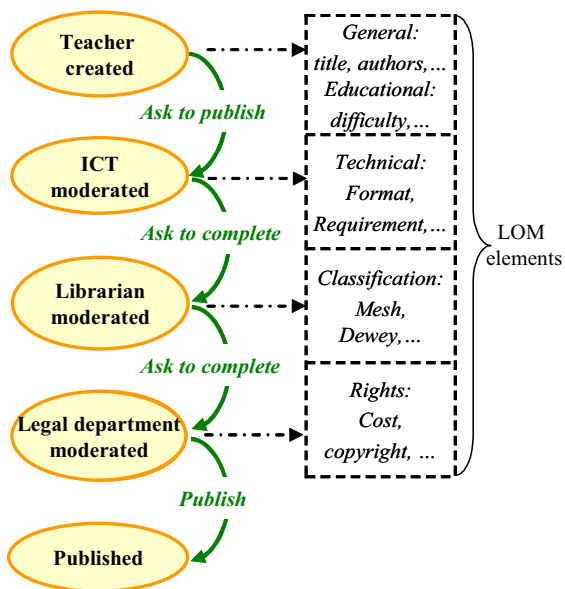 Teacher
created
General:
title, authors,...
Educational:
difficulty,...
Ask to publish
ICT
moderated
Technical:
Format,
Requirement,...
LOM
elements
Ask to complete
Librarian
moderated
Classification:
Mesh,
Dewey,...
Ask to complete
Legal department
moderated
Rights:
Cost,
copyright, ...
Publish
Published